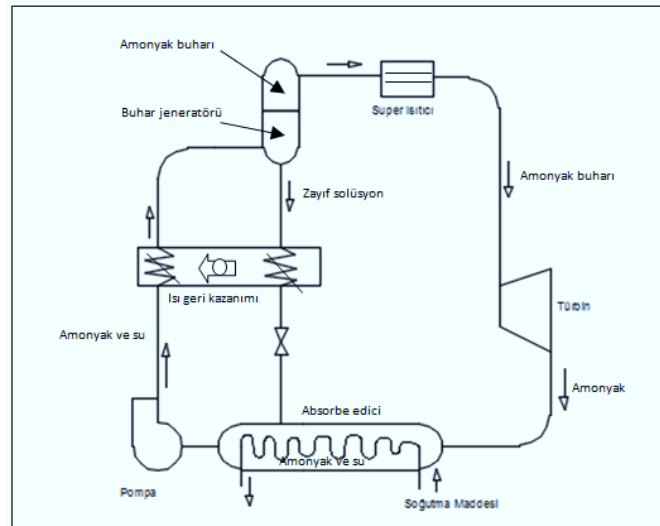 Amonyak buharı
Buhar jeneratörü
Super Isıtıcı
Amonyak buharı
Zayıf solüsyon
Isı geri kazanımı
Türbin
Amonyak ve su
Amonyak
Absorbe edici
Amonyak ve su
Pompa
Soğutma Maddesi